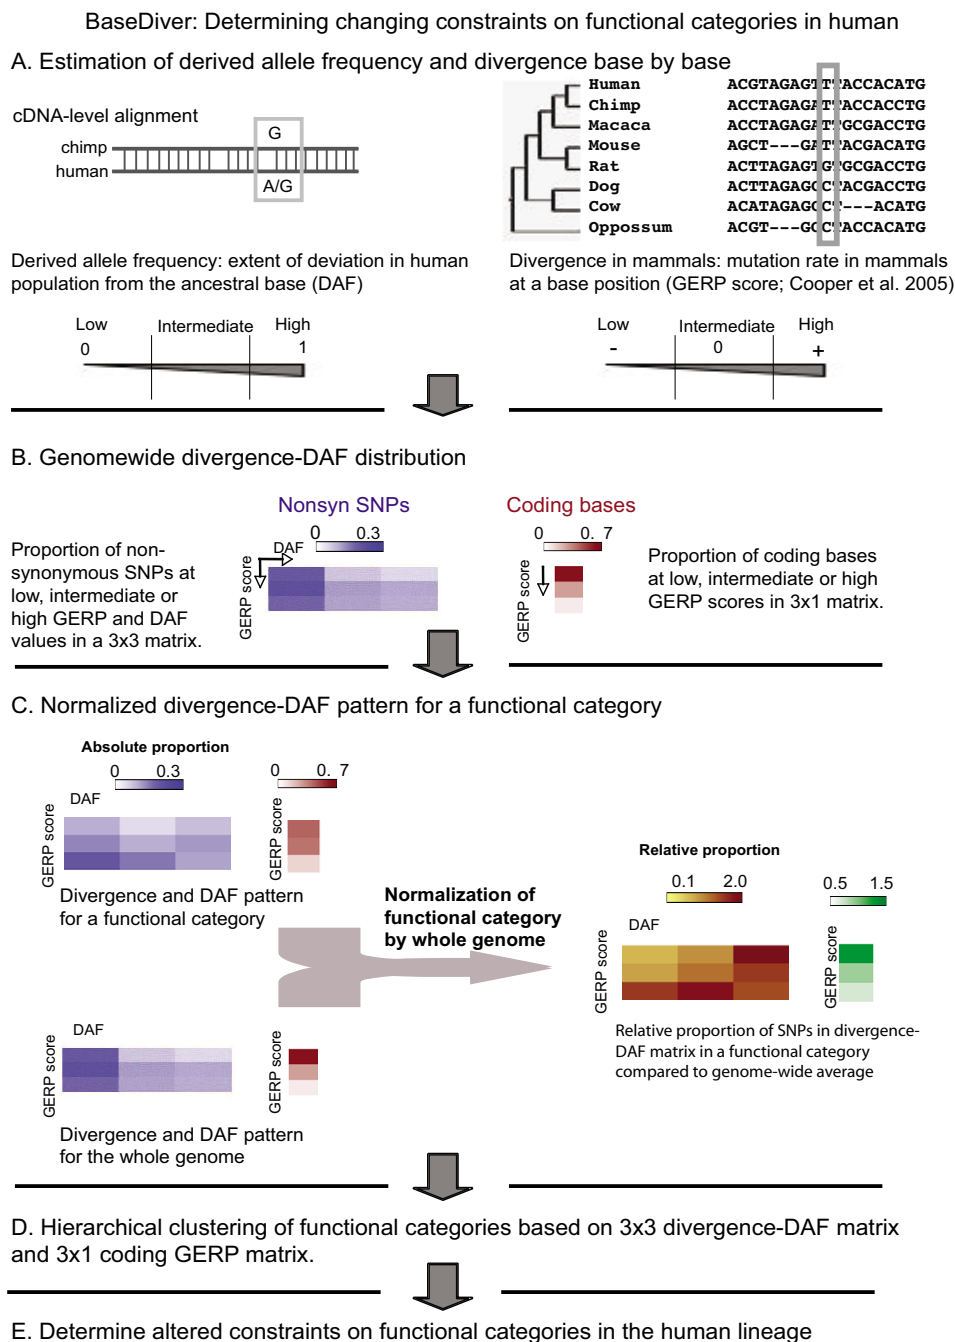 BaseDiver: Determining changing constraints on functional categories in human
A. Estimation of derived allele frequency and divergence base by base
cDNA-level alignment
chimp
human
G
A/G
Human ACGTAGAGTTTACCACATG
Chimp ACCTAGAGATTACCACCTG
Macaca ACCTAGAGATTGCGACCTG
Mouse AGCT---GATTACGACATG
Rat ACTTAGAGTGTGCGACCTG
Dog ACTTAGAGCCTACGACCTG
Cow ACATAGAGCCT---ACATG
Oppossum ACGT---GCCTACCACATG
Derived allele frequency: extent of deviation in human
population from the ancestral base (DAF)
Divergence in mammals: mutation rate in mammals
at a base position (GERP score; Cooper et al. 2005)
Low Intermediate High
0 1
Low Intermediate High
- 0 +
B. Genomewide divergence-DAF distribution
Nonsyn SNPs
0 0.3
DAF
GERP score
Proportion of non-
synonymous SNPs at
low, intermediate or
high GERP and DAF
values in a 3x3 matrix.
Coding bases
0 0. 7
GERP score
Proportion of coding bases
at low, intermediate or high
GERP scores in 3x1 matrix.
C. Normalized divergence-DAF pattern for a functional category
Absolute proportion
0 0.3
DAF
GERP score
0 0. 7
GERP score
Divergence and DAF pattern
for a functional category
Normalization of
functional category
by whole genome
Relative proportion
0.1 2.0
DAF
GERP score
0.5 1.5
GERP score
Relative proportion of SNPs in divergence-
DAF matrix in a functional category
compared to genome-wide average
DAF
GERP score
GERP score
Divergence and DAF pattern
for the whole genome
D. Hierarchical clustering of functional categories based on 3x3 divergence-DAF matrix
and 3x1 coding GERP matrix.
E. Determine altered constraints on functional categories in the human lineage